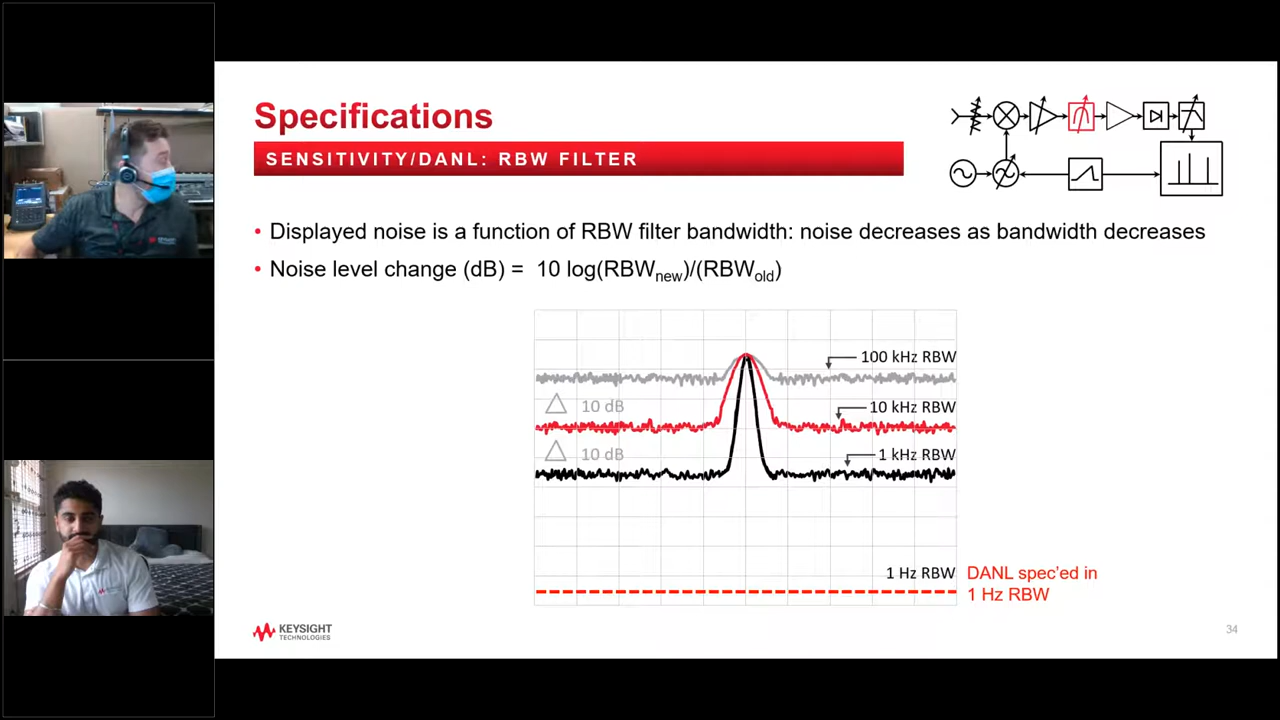 Specifications
SENSITIVITY/DANL: RBW FILTER
• Displayed noise is a function of RBW filter bandwidth: noise decreases as bandwidth decreases
• Noise level change (dB) = 10 log(RBWnew)/(RBWold)
100 kHz RBW
10 dB
10 kHz RBW
10 dB
1 kHz RBW
1 Hz RBW
DANL spec'ed in
1 Hz RBW
KEYSIGHT
TECHNOLOGIES
34